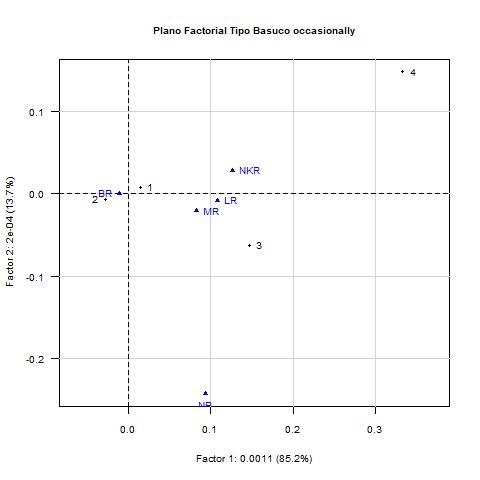 Plano Factorial Tipo Basuco occasionally
4
0.1
NKR
1
BR
0.0
2
LR
MR
3
-0.1
-0.2
Factor 2: 2e-04 (13.7%)
0.0 0.1 0.2 0.3
Factor 1: 0.0011 (85.2%)